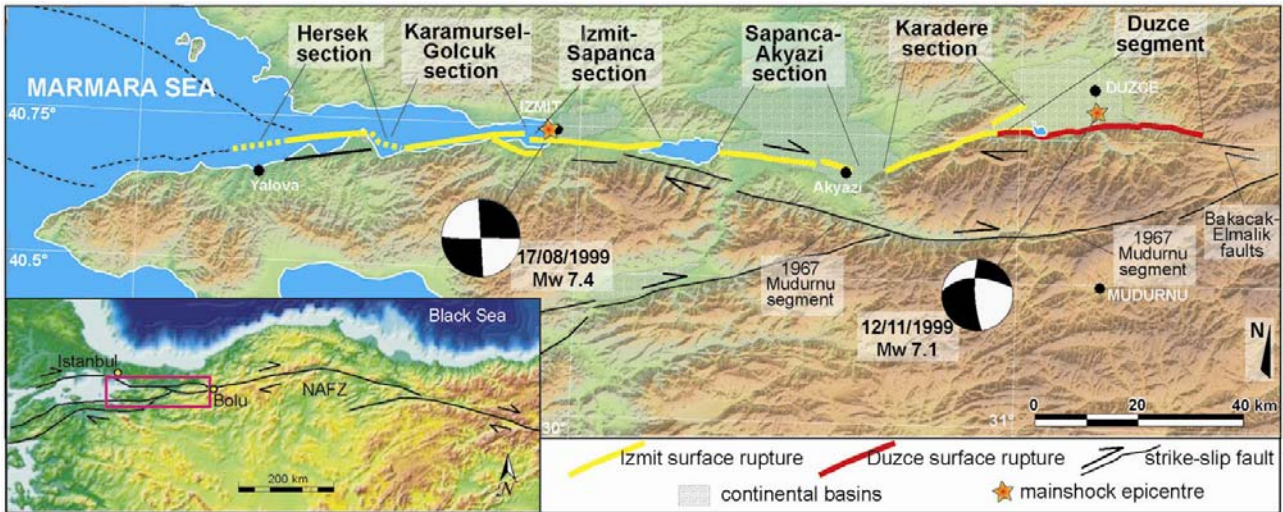 Hersek
section
Karamursel-
Golcuk
section
Izmit-
Sapanca
section
Sapanca-
Akyazi
section
Karadere
section
Duzce
segment
MARMARA SEA
40.75°
IZMIT
DUZCE
Yalova
Akyazi
17/08/1999
Mw 7.4
1967
Mudurnu
segment
12/11/1999
Mw 7.1
1967
Mudurnu
segment
Bakacak
Elmalik
faults
MUDURNU
40.5°
N
30°
31°
0 20 40 km
Black Sea
Istanbul
Bolu
NAFZ
200 km
N
Izmit surface rupture
Duzce surface rupture
strike-slip fault
continental basins
mainshock epicentre